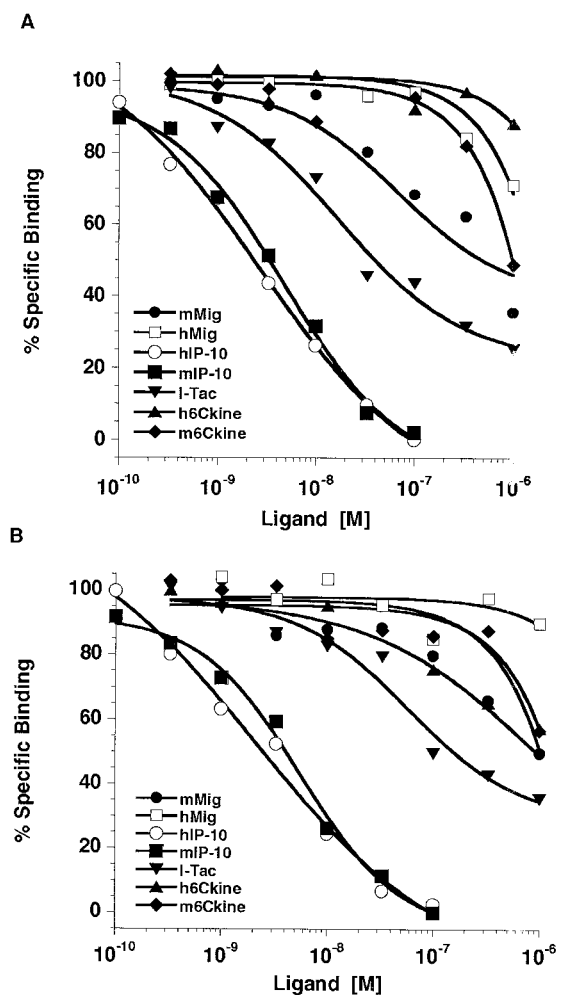 A
% Specific Binding
100
80
60
40
20
0
mMig
hMig
hIP-10
mIP-10
I-Tac
h6Ckine
m6Ckine
10-10 10-9 10-8 10-7 10-6
Ligand [M]
B
% Specific Binding
100
80
60
40
20
0
mMig
hMig
hIP-10
mIP-10
I-Tac
h6Ckine
m6Ckine
10-10 10-9 10-8 10-7 10-6
Ligand [M]